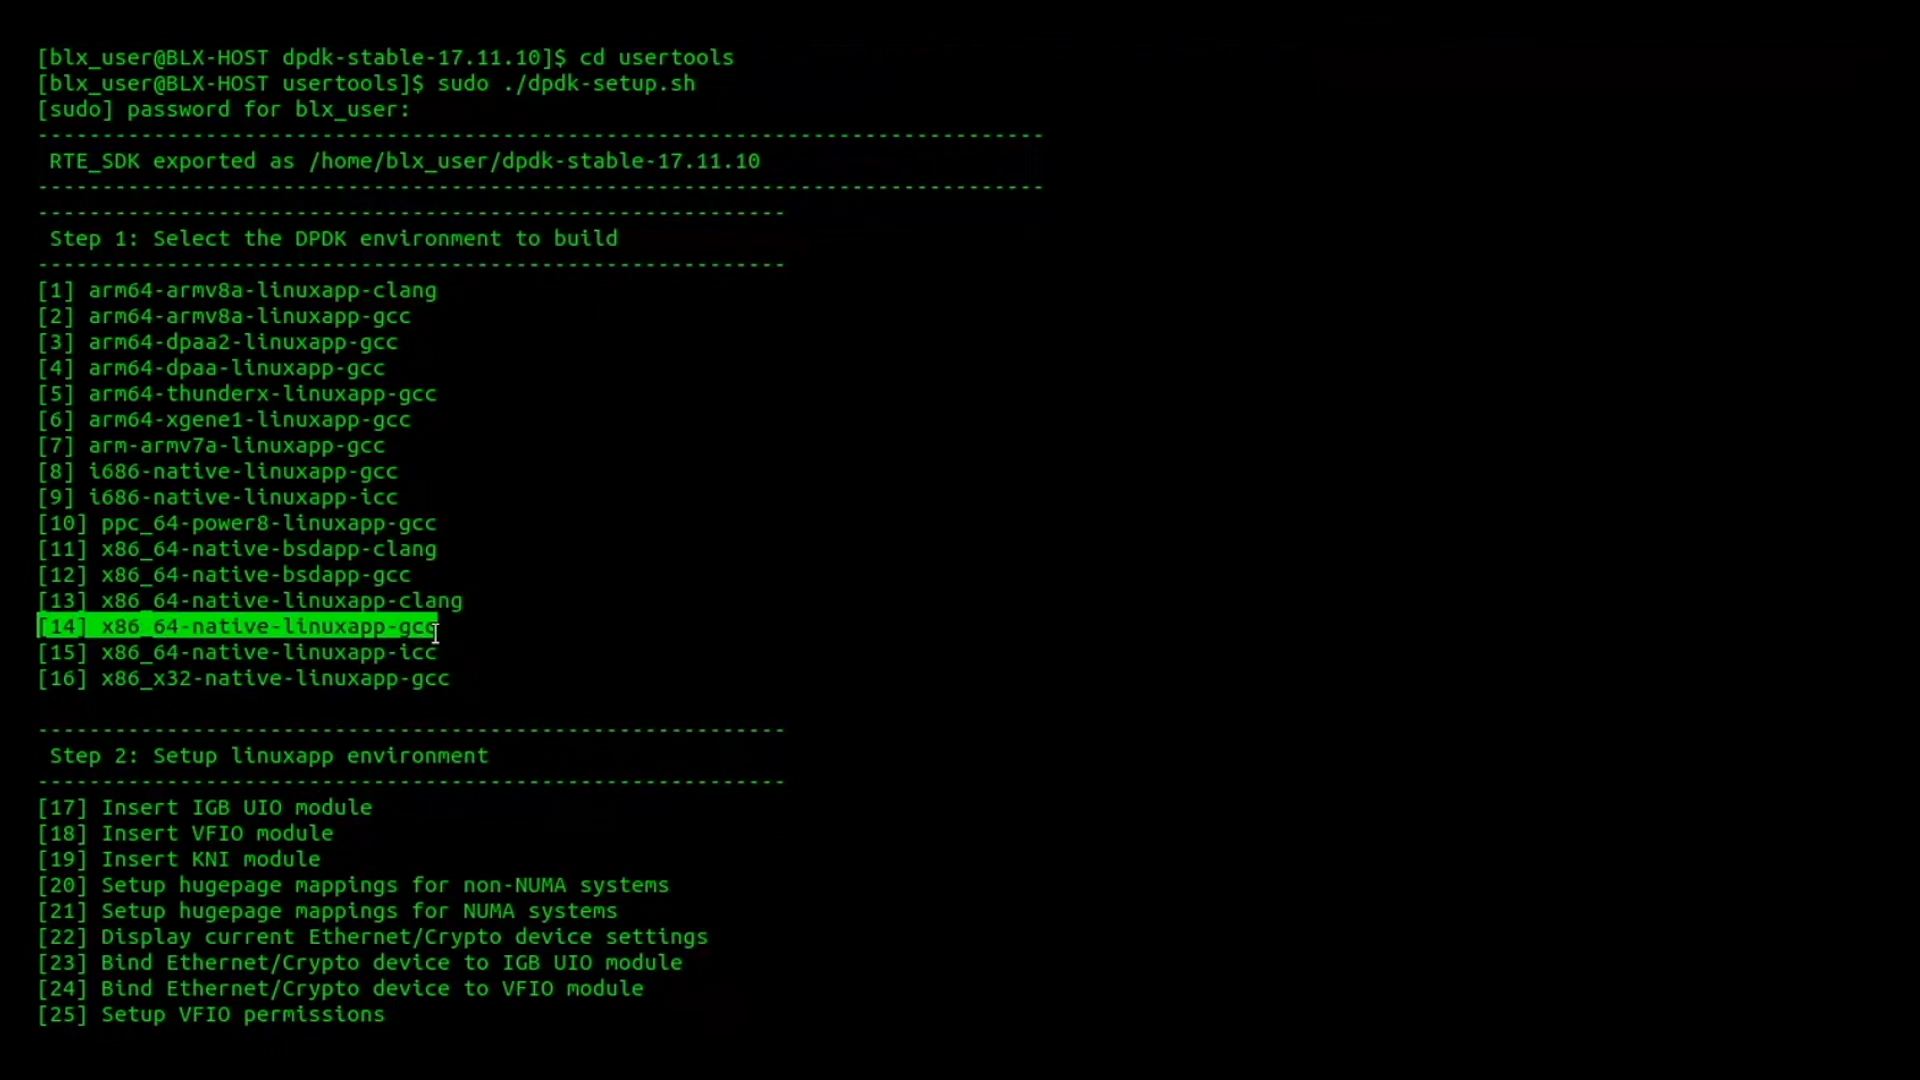 [blx_user@BLX-HOST dpdk-stable-17.11.10]$ cd usertools
[blx_user@BLX-HOST usertools]$ sudo ./dpdk-setup.sh
[sudo] password for blx_user:
------------------------------------------------------------------------------
 RTE_SDK exported as /home/blx_user/dpdk-stable-17.11.10
------------------------------------------------------------------------------
----------------------------------------------------------
 Step 1: Select the DPDK environment to build
----------------------------------------------------------
[1] arm64-armv8a-linuxapp-clang
[2] arm64-armv8a-linuxapp-gcc
[3] arm64-dpaa2-linuxapp-gcc
[4] arm64-dpaa-linuxapp-gcc
[5] arm64-thunderx-linuxapp-gcc
[6] arm64-xgene1-linuxapp-gcc
[7] arm-armv7a-linuxapp-gcc
[8] i686-native-linuxapp-gcc
[9] i686-native-linuxapp-icc
[10] ppc_64-power8-linuxapp-gcc
[11] x86_64-native-bsdapp-clang
[12] x86_64-native-bsdapp-gcc
[13] x86_64-native-linuxapp-clang
[14] x86_64-native-linuxapp-gcc
[15] x86_64-native-linuxapp-icc
[16] x86_x32-native-linuxapp-gcc
----------------------------------------------------------
 Step 2: Setup linuxapp environment
----------------------------------------------------------
[17] Insert IGB UIO module
[18] Insert VFIO module
[19] Insert KNI module
[20] Setup hugepage mappings for non-NUMA systems
[21] Setup hugepage mappings for NUMA systems
[22] Display current Ethernet/Crypto device settings
[23] Bind Ethernet/Crypto device to IGB UIO module
[24] Bind Ethernet/Crypto device to VFIO module
[25] Setup VFIO permissions